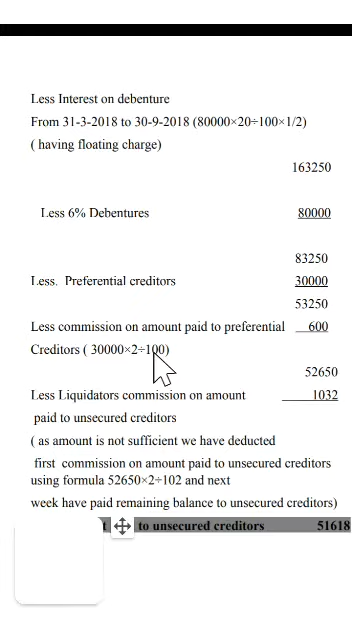 Less Interest on debenture
From 31-3-2018 to 30-9-2018 (80000×20÷100×1/2)
( having floating charge)
163250
Less 6% Debentures 80000
83250
Less. Preferential creditors 30000
53250
Less commission on amount paid to preferential 600
Creditors ( 30000×2÷100)
52650
Less Liquidators commission on amount 1032
paid to unsecured creditors
( as amount is not sufficient we have deducted
first commission on amount paid to unsecured creditors
using formula 52650×2÷102 and next
week have paid remaining balance to unsecured creditors)
to unsecured creditors 51618